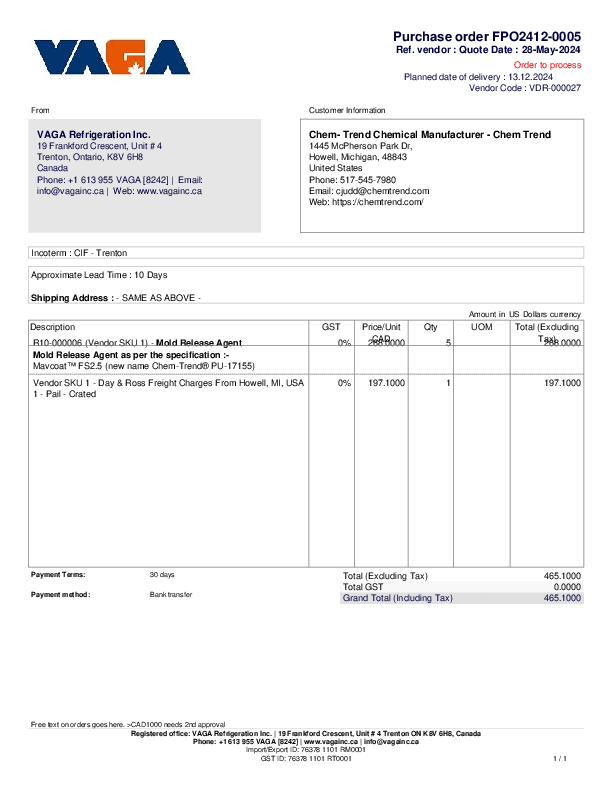 VAGA
Purchase order FPO2412-0005
Ref. vendor : Quote Date : 28-May-2024
Order to process
Planned date of delivery : 13.12.2024
Vendor Code : VDR-000027
From
Customer Information
VAGA Refrigeration Inc.
19 Frankford Crescent, Unit # 4
Trenton, Ontario, K8V 6H8
Canada
Phone: +1 613 955 VAGA [8242] | Email:
info@vagainc.ca | Web: www.vagainc.ca
Chem- Trend Chemical Manufacturer - Chem Trend
1445 McPherson Park Dr,
Howell, Michigan, 48843
United States
Phone: 517-545-7980
Email: cjudd@chemtrend.com
Web: https://chemtrend.com/
Incoterm : CIF - Trenton
Approximate Lead Time : 10 Days
Shipping Address : - SAME AS ABOVE -
Amount in US Dollars currency
Description GST Price/Unit CAD Qty UOM Total (Excluding Tax)
R10-000006 (Vendor SKU 1) - Mold Release Agent 0% 268.0000 5 268.0000
Mold Release Agent as per the specification :-
Mavcoat™ FS2.5 (new name Chem-Trend® PU-17155)
Vendor SKU 1 - Day & Ross Freight Charges From Howell, MI, USA 0% 197.1000 1 197.1000
1 - Pail - Crated
Payment Terms: 30 days
Payment method: Bank transfer
Total (Excluding Tax) 465.1000
Total GST 0.0000
Grand Total (Including Tax) 465.1000
Free text on orders goes here. >CAD1000 needs 2nd approval
Registered office: VAGA Refrigeration Inc. | 19 Frankford Crescent, Unit # 4 Trenton ON K8V 6H8, Canada
Phone: +1 613 955 VAGA [8242] | www.vagainc.ca | info@vagainc.ca
Import/Export ID: 76378 1101 RM0001
GST ID: 76378 1101 RT0001
1 / 1